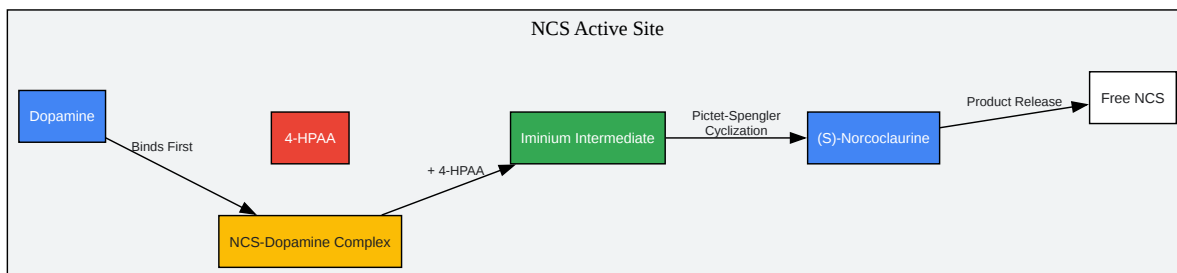 NCS Active Site
Dopamine
Binds First
4-HPAA
NCS-Dopamine Complex
+ 4-HPAA
Iminium Intermediate
Pictet-Spengler
Cyclization
(S)-Norcoclaurine
Product Release
Free NCS